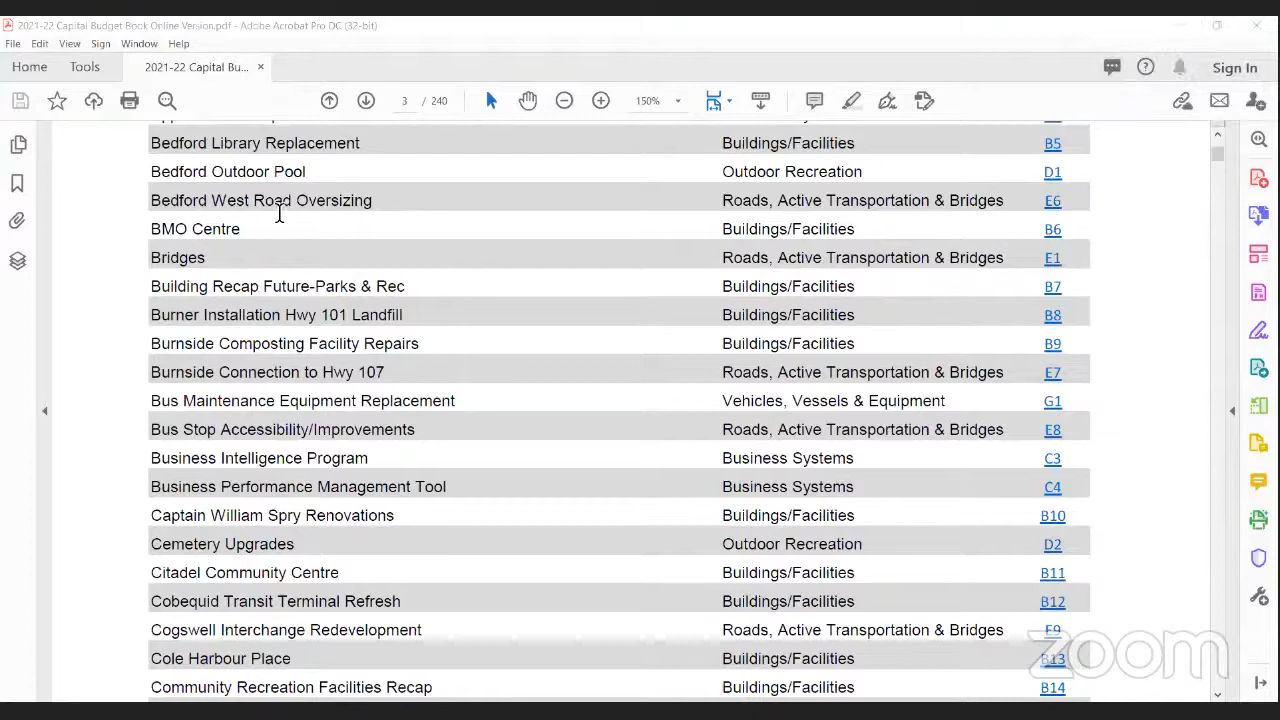 2021-22 Capital Budget Book Online Version.pdf - Adobe Acrobat Pro DC (32-bit)
File Edit View Sign Window Help
Home Tools 2021-22 Capital Bu... × Sign In
3 / 240 150%
Bedford Library Replacement Buildings/Facilities B5
Bedford Outdoor Pool Outdoor Recreation D1
Bedford West Road Oversizing Roads, Active Transportation & Bridges E6
BMO Centre Buildings/Facilities B6
Bridges Roads, Active Transportation & Bridges E1
Building Recap Future-Parks & Rec Buildings/Facilities B7
Burner Installation Hwy 101 Landfill Buildings/Facilities B8
Burnside Composting Facility Repairs Buildings/Facilities B9
Burnside Connection to Hwy 107 Roads, Active Transportation & Bridges E7
Bus Maintenance Equipment Replacement Vehicles, Vessels & Equipment G1
Bus Stop Accessibility/Improvements Roads, Active Transportation & Bridges E8
Business Intelligence Program Business Systems C3
Business Performance Management Tool Business Systems C4
Captain William Spry Renovations Buildings/Facilities B10
Cemetery Upgrades Outdoor Recreation D2
Citadel Community Centre Buildings/Facilities B11
Cobequid Transit Terminal Refresh Buildings/Facilities B12
Cogswell Interchange Redevelopment Roads, Active Transportation & Bridges E9
Cole Harbour Place Buildings/Facilities B13
Community Recreation Facilities Recap Buildings/Facilities B14
zoom